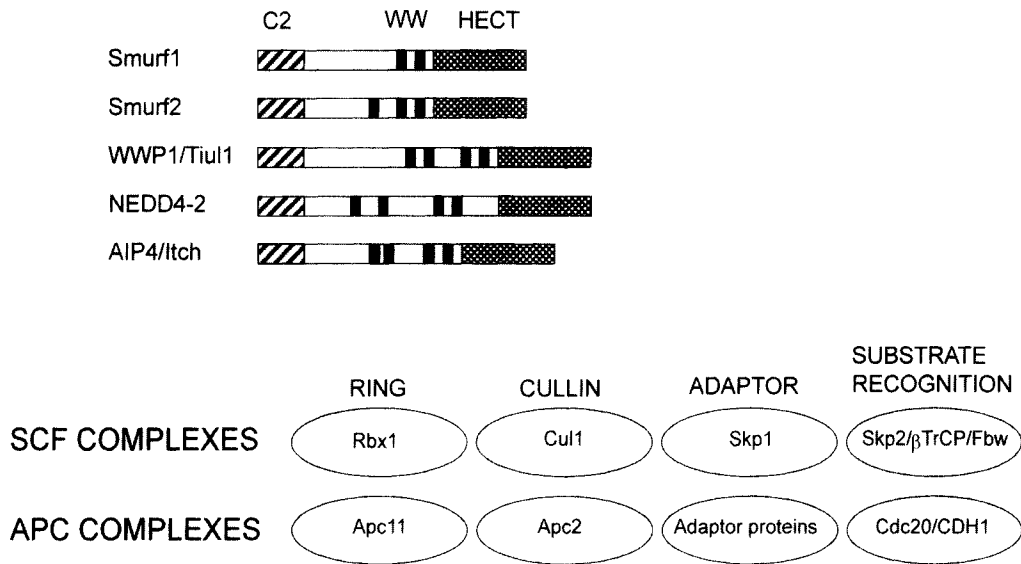 C2 WW HECT
Smurf1
Smurf2
WWP1/Tiul1
NEDD4-2
AIP4/Itch
RING CULLIN ADAPTOR SUBSTRATE RECOGNITION
SCF COMPLEXES Rbx1 Cul1 Skp1 Skp2/βTrCP/Fbw
APC COMPLEXES Apc11 Apc2 Adaptor proteins Cdc20/CDH1